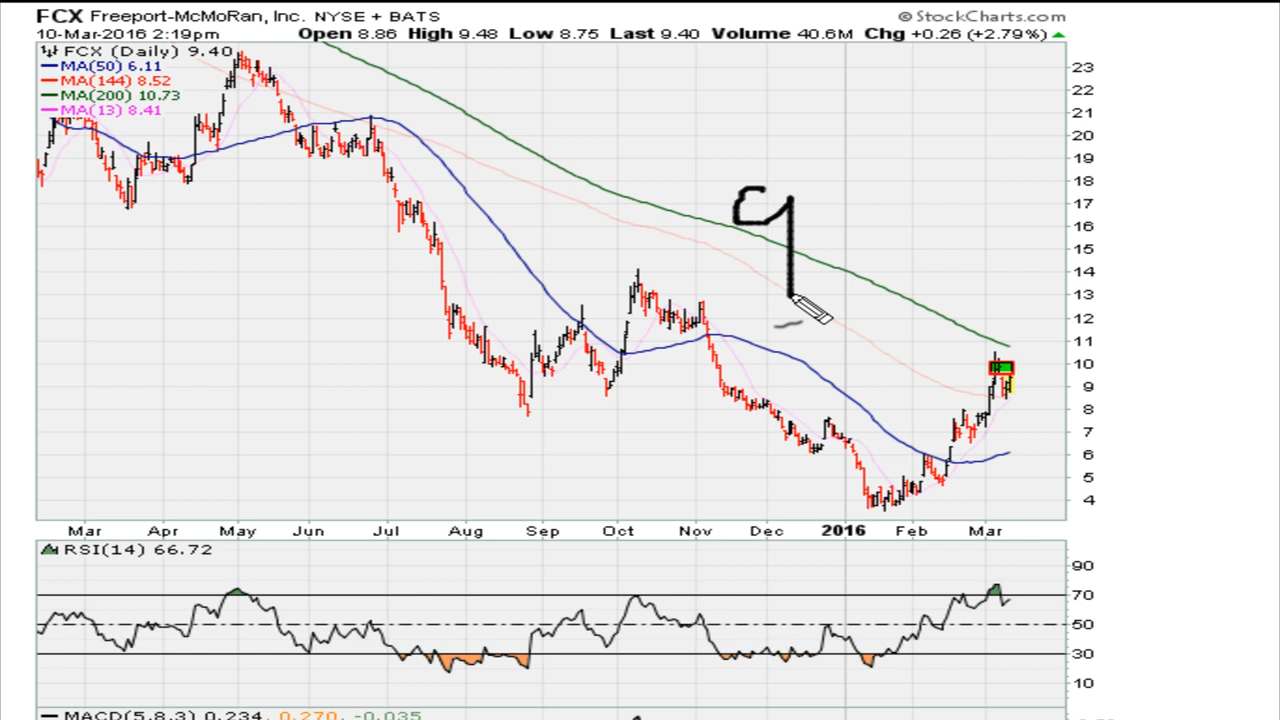 FCX Freeport-McMoRan, Inc. NYSE + BATS
© StockCharts.com
10-Mar-2016 2:19pm
Open 8.86 High 9.48 Low 8.75 Last 9.40 Volume 40.6M Chg +0.26 (+2.79%)
FCX (Daily) 9.40
MA(50) 6.11
MA(144) 8.52
MA(200) 10.73
MA(13) 8.41
23
22
21
20
19
18
17
16
15
14
13
12
11
10
9
8
7
6
5
4
Mar Apr May Jun Jul Aug Sep Oct Nov Dec 2016 Feb Mar
RSI(14) 66.72
90
70
50
30
10
MACD(5,8,3) 0.234, 0.270, -0.035